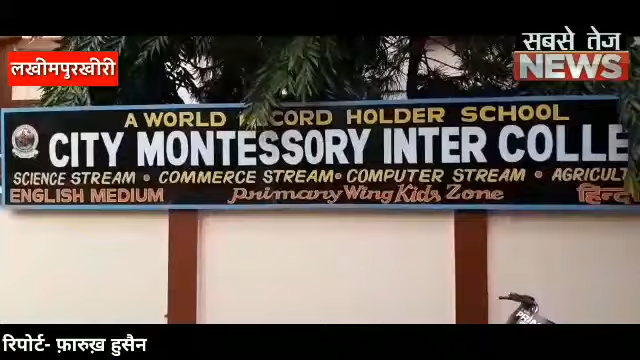 सबसे तेज
NEWS
लखीमपुरखीरी
A WORLD RECORD HOLDER SCHOOL
CITY MONTESSORY INTER COLLE
SCIENCE STREAM • COMMERCE STREAM • COMPUTER STREAM • AGRICULT
ENGLISH MEDIUM Primary Wing Kids Zone हिन्द
रिपोर्ट- फ़ारुख़ हुसैन